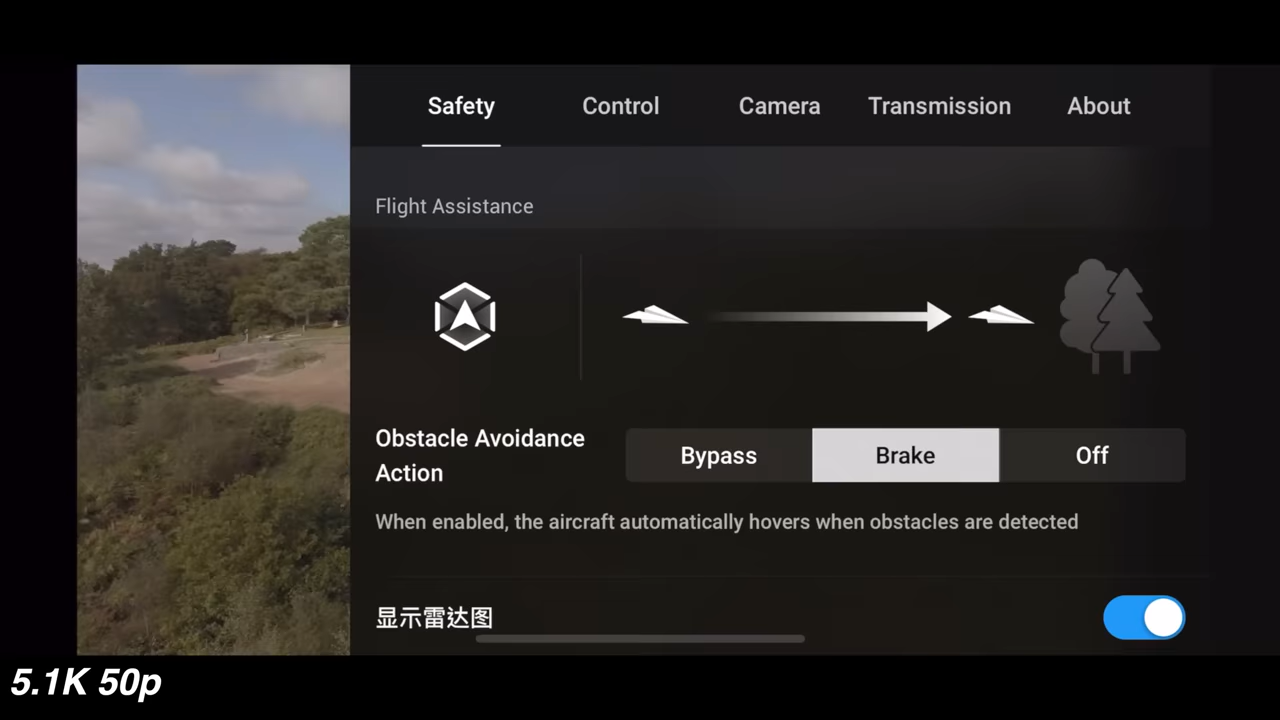 Safety Control Camera Transmission About
Flight Assistance
Obstacle Avoidance
Action
Bypass Brake Off
When enabled, the aircraft automatically hovers when obstacles are detected
显示雷达图
5.1K 50p